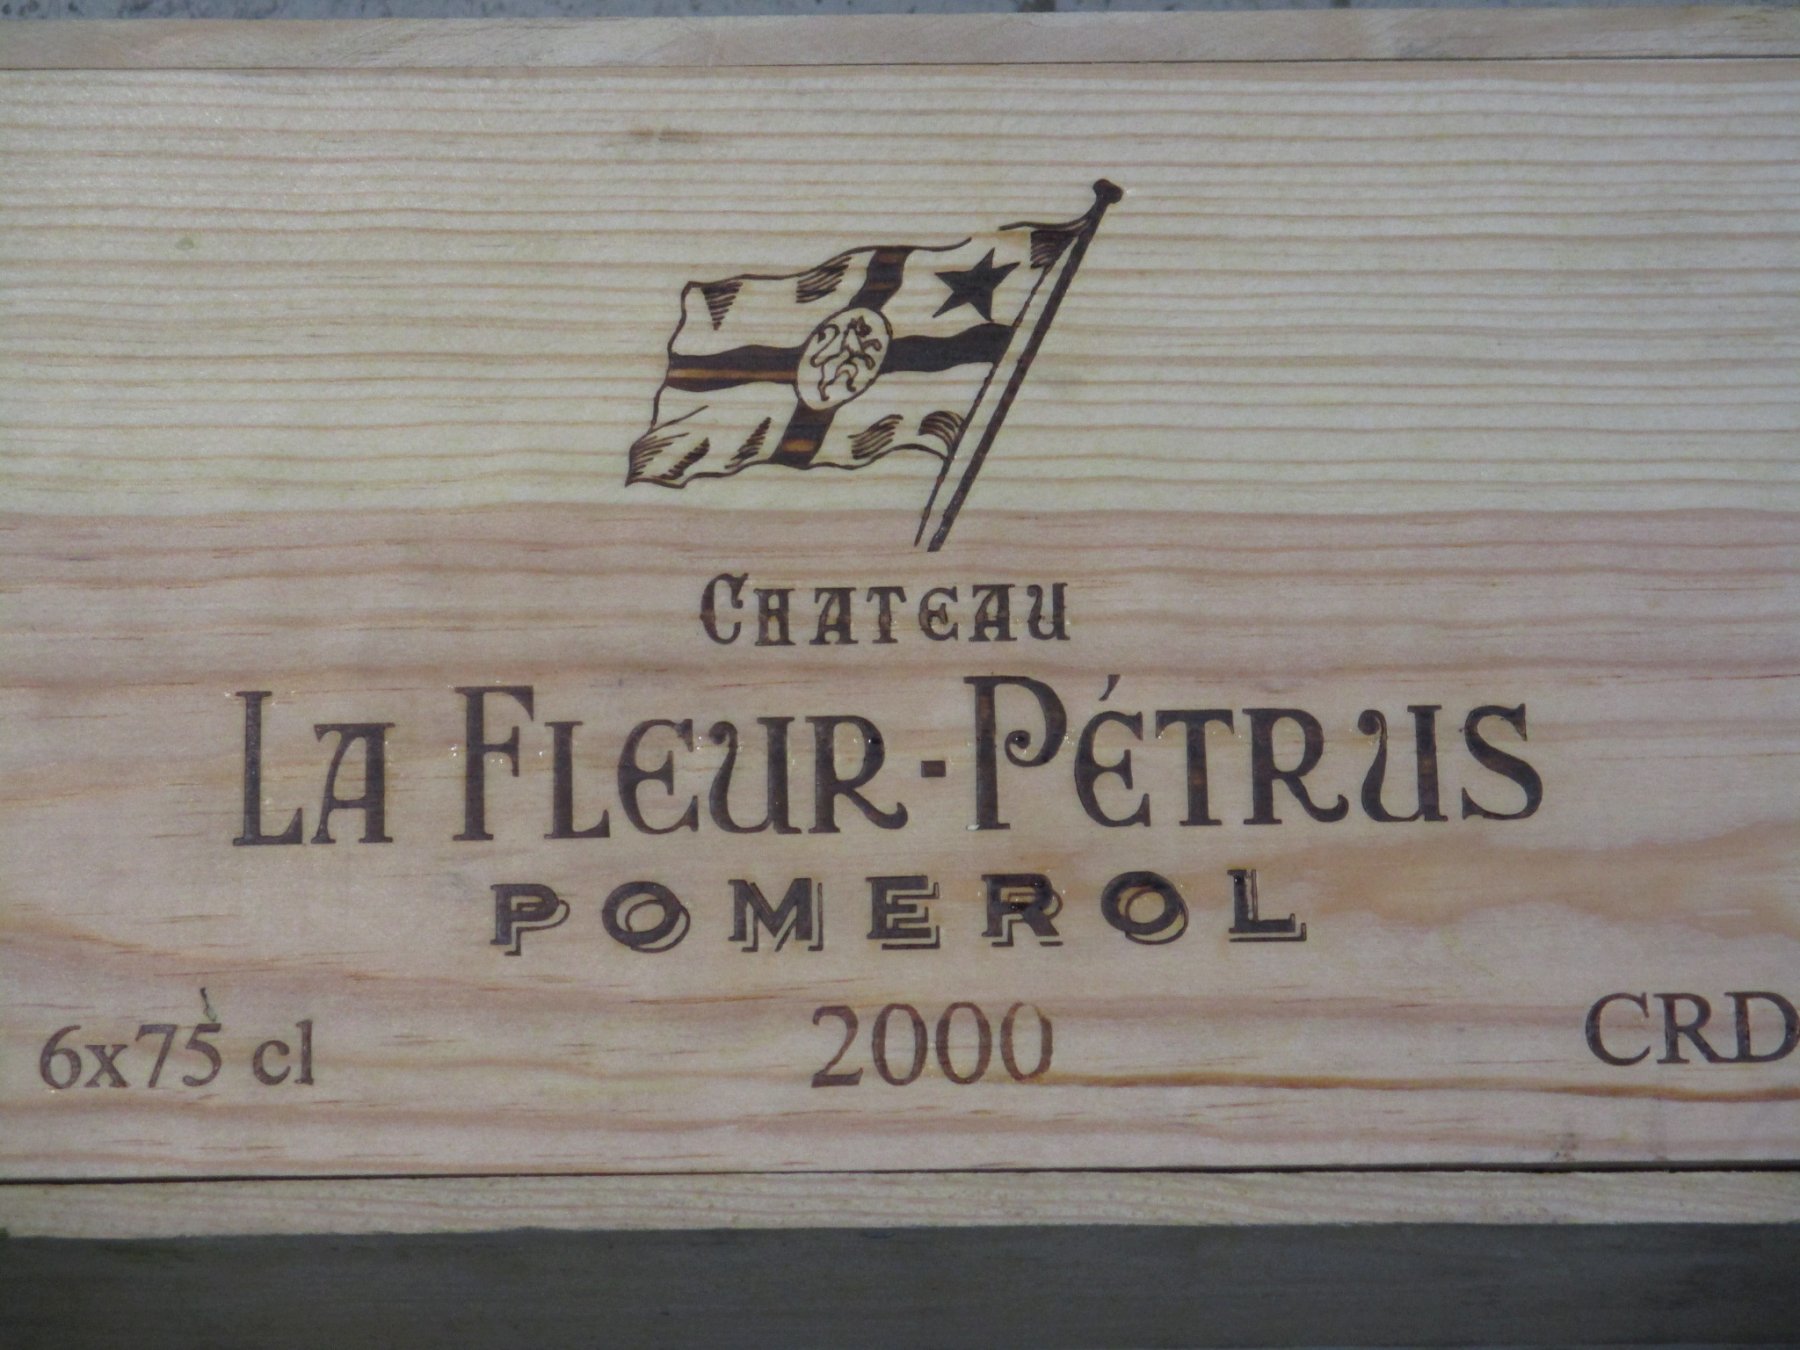 CHATEAU
LA FLEUR-PÉTRUS
POMEROL
6x75 cl 2000 CRD